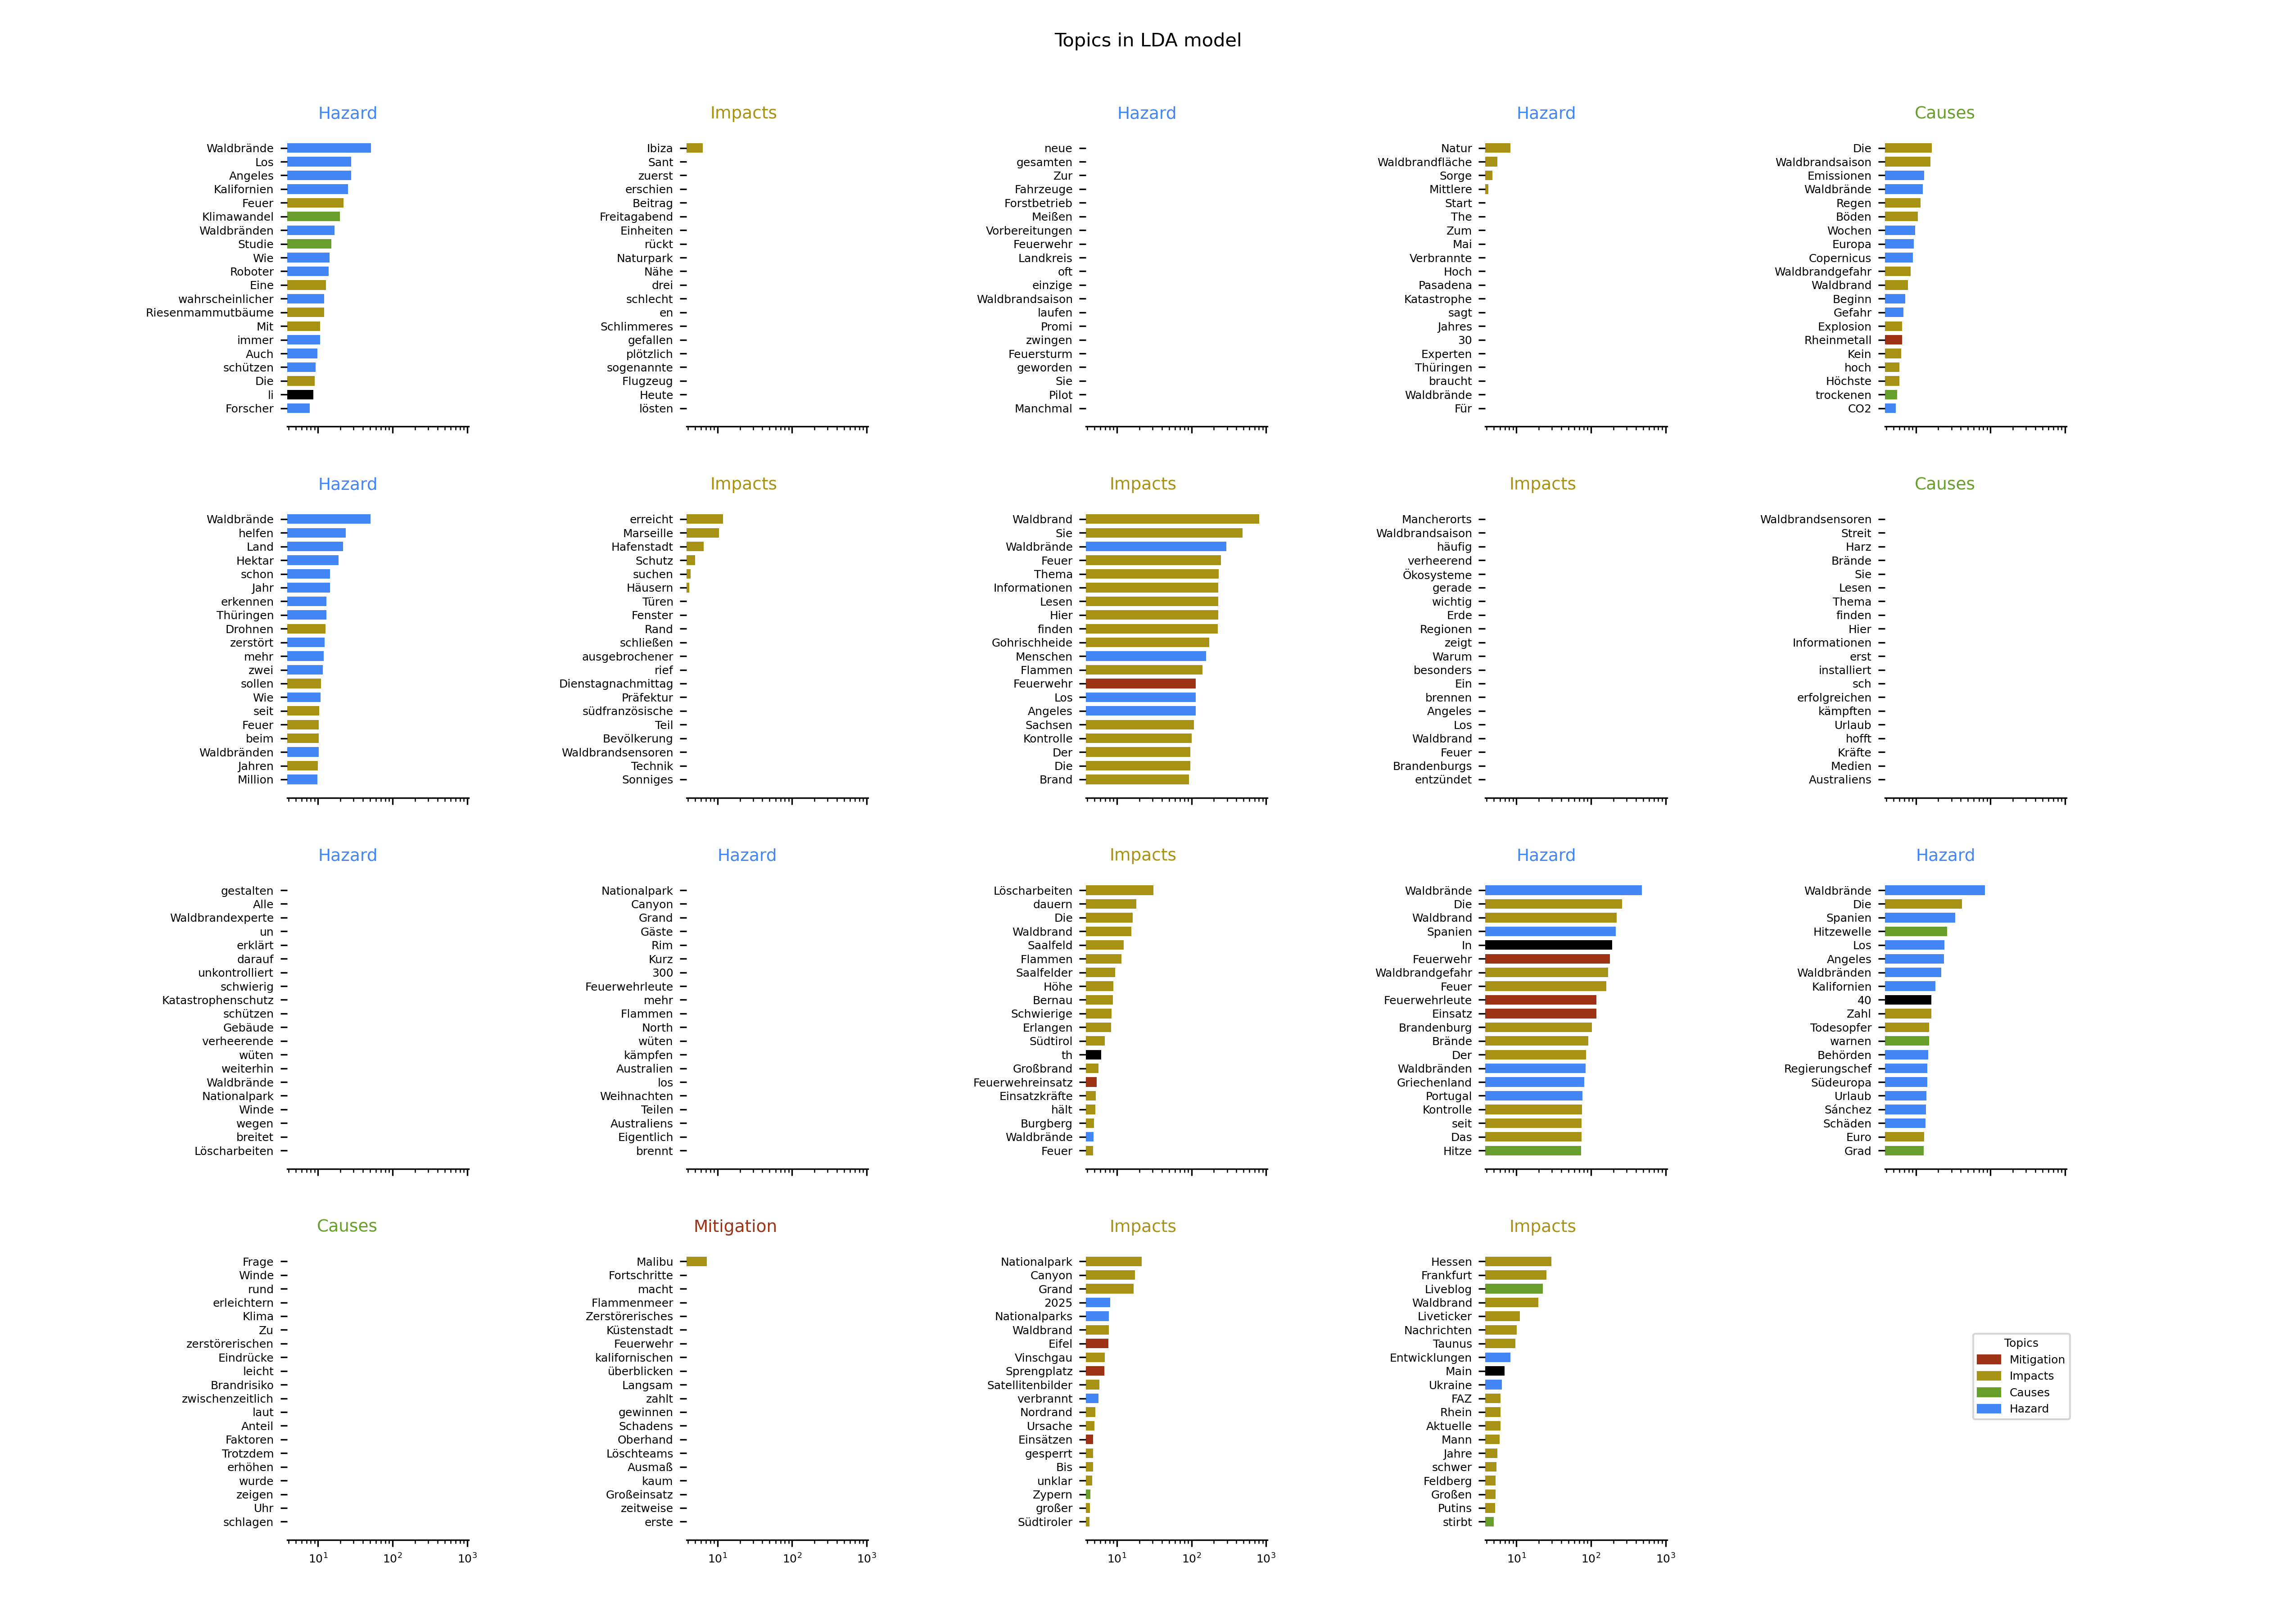 Topics in LDA model
Hazard
Waldbrände
Los
Angeles
Kalifornien
Feuer
Klimawandel
Waldbränden
Studie
Wie
Roboter
Eine
wahrscheinlicher
Riesenmammutbäume
Mit
immer
Auch
schützen
Die
li
Forscher
Impacts
Ibiza
Sant
zuerst
erschien
Beitrag
Freitagabend
Einheiten
rückt
Naturpark
Nähe
drei
schlecht
en
Schlimmeres
gefallen
plötzlich
sogenannte
Flugzeug
Heute
lösten
Hazard
neue
gesamten
Zur
Fahrzeuge
Forstbetrieb
Meißen
Vorbereitungen
Feuerwehr
Landkreis
oft
einzige
Waldbrandsaison
laufen
Promi
zwingen
Feuersturm
geworden
Sie
Pilot
Manchmal
Hazard
Natur
Waldbrandfläche
Sorge
Mittlere
Start
The
Zum
Mai
Verbrannte
Hoch
Pasadena
Katastrophe
sagt
Jahres
30
Experten
Thüringen
braucht
Waldbrände
Für
Causes
Die
Waldbrandsaison
Emissionen
Waldbrände
Regen
Böden
Wochen
Europa
Copernicus
Waldbrandgefahr
Waldbrand
Beginn
Gefahr
Explosion
Rheinmetall
Kein
hoch
Höchste
trockenen
CO2
Hazard
Waldbrände
helfen
Land
Hektar
schon
Jahr
erkennen
Thüringen
Drohnen
zerstört
mehr
zwei
sollen
Wie
seit
Feuer
beim
Waldbränden
Jahren
Million
Impacts
erreicht
Marseille
Hafenstadt
Schutz
suchen
Häusern
Türen
Fenster
Rand
schließen
ausgebrochener
rief
Dienstagnachmittag
Präfektur
südfranzösische
Teil
Bevölkerung
Waldbrandsensoren
Technik
Sonniges
Impacts
Waldbrand
Sie
Waldbrände
Feuer
Thema
Informationen
Lesen
Hier
finden
Gohrischheide
Menschen
Flammen
Feuerwehr
Los
Angeles
Sachsen
Kontrolle
Der
Die
Brand
Impacts
Mancherorts
Waldbrandsaison
häufig
verheerend
Ökosysteme
gerade
wichtig
Erde
Regionen
zeigt
Warum
besonders
Ein
brennen
Angeles
Los
Waldbrand
Feuer
Brandenburgs
entzündet
Causes
Waldbrandsensoren
Streit
Harz
Brände
Sie
Lesen
Thema
finden
Hier
Informationen
erst
installiert
sch
erfolgreichen
kämpften
Urlaub
hofft
Kräfte
Medien
Australiens
Hazard
gestalten
Alle
Waldbrandexperte
un
erklärt
darauf
unkontrolliert
schwierig
Katastrophenschutz
schützen
Gebäude
verheerende
wüten
weiterhin
Waldbrände
Nationalpark
Winde
wegen
breitet
Löscharbeiten
Hazard
Nationalpark
Canyon
Grand
Gäste
Rim
Kurz
300
Feuerwehrleute
mehr
Flammen
North
wüten
kämpfen
Australien
los
Weihnachten
Teilen
Australiens
Eigentlich
brennt
Impacts
Löscharbeiten
dauern
Die
Waldbrand
Saalfeld
Flammen
Saalfelder
Höhe
Bernau
Schwierige
Erlangen
Südtirol
th
Großbrand
Feuerwehreinsatz
Einsatzkräfte
hält
Burgberg
Waldbrände
Feuer
Hazard
Waldbrände
Die
Waldbrand
Spanien
In
Feuerwehr
Waldbrandgefahr
Feuer
Feuerwehrleute
Einsatz
Brandenburg
Brände
Der
Waldbränden
Griechenland
Portugal
Kontrolle
seit
Das
Hitze
Hazard
Waldbrände
Die
Spanien
Hitzewelle
Los
Angeles
Waldbränden
Kalifornien
40
Zahl
Todesopfer
warnen
Behörden
Regierungschef
Südeuropa
Urlaub
Sánchez
Schäden
Euro
Grad
Causes
Frage
Winde
rund
erleichtern
Klima
Zu
zerstörerischen
Eindrücke
leicht
Brandrisiko
zwischenzeitlich
laut
Anteil
Faktoren
Trotzdem
erhöhen
wurde
zeigen
Uhr
schlagen
10¹ 10² 10³
Mitigation
Malibu
Fortschritte
macht
Flammenmeer
Zerstörerisches
Küstenstadt
Feuerwehr
kalifornischen
überblicken
Langsam
zahlt
gewinnen
Schadens
Oberhand
Löschteams
Ausmaß
kaum
Großeinsatz
zeitweise
erste
10¹ 10² 10³
Impacts
Nationalpark
Canyon
Grand
2025
Nationalparks
Waldbrand
Eifel
Vinschgau
Sprengplatz
Satellitenbilder
verbrannt
Nordrand
Ursache
Einsätzen
gesperrt
Bis
unklar
Zypern
großer
Südtiroler
10¹ 10² 10³
Impacts
Hessen
Frankfurt
Liveblog
Waldbrand
Liveticker
Nachrichten
Taunus
Entwicklungen
Main
Ukraine
FAZ
Rhein
Aktuelle
Mann
Jahre
schwer
Feldberg
Großen
Putins
stirbt
10¹ 10² 10³
Topics
Mitigation
Impacts
Causes
Hazard